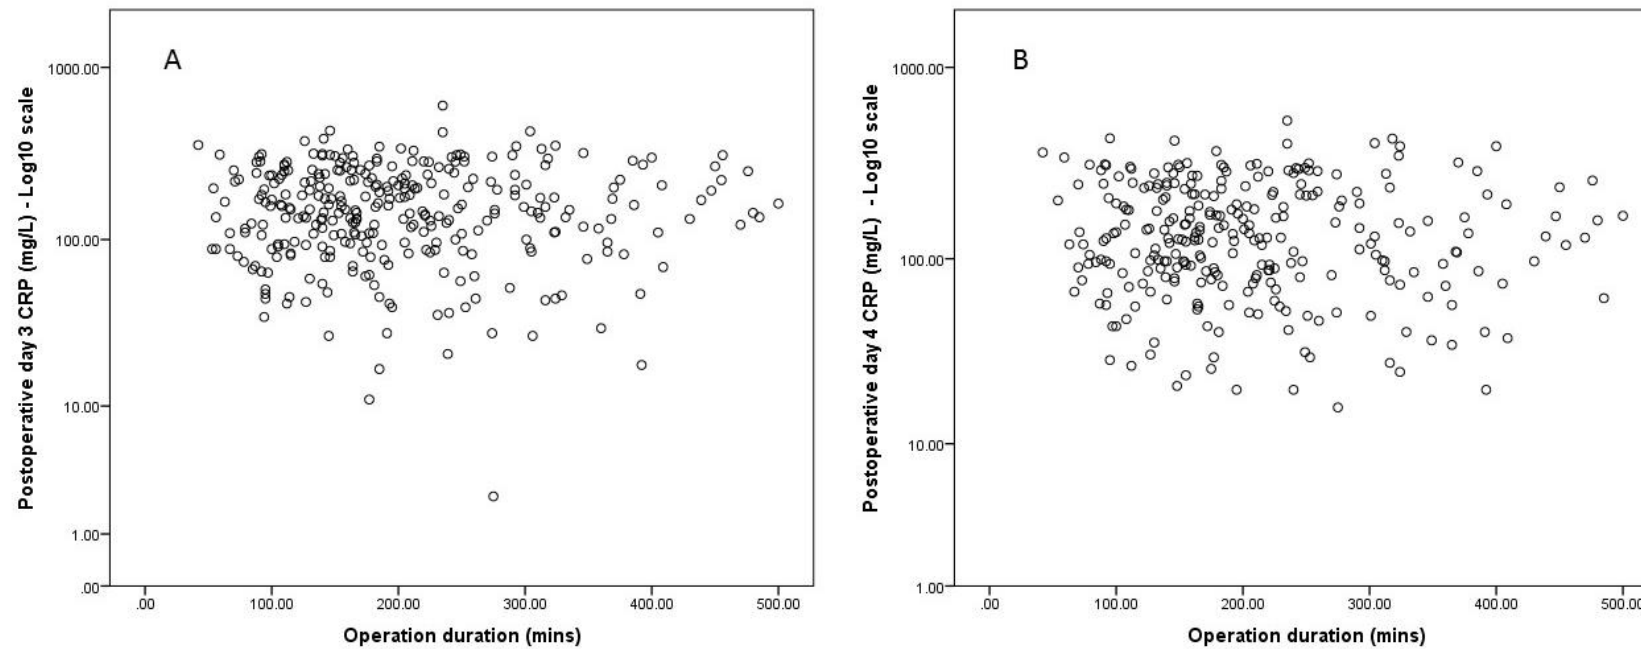 A
Postoperative day 3 CRP (mg/L) - Log10 scale
1000.00
100.00
10.00
1.00
.00
.00 100.00 200.00 300.00 400.00 500.00
Operation duration (mins)
B
Postoperative day 4 CRP (mg/L) - Log10 scale
1000.00
100.00
10.00
1.00
.00 100.00 200.00 300.00 400.00 500.0
Operation duration (mins)